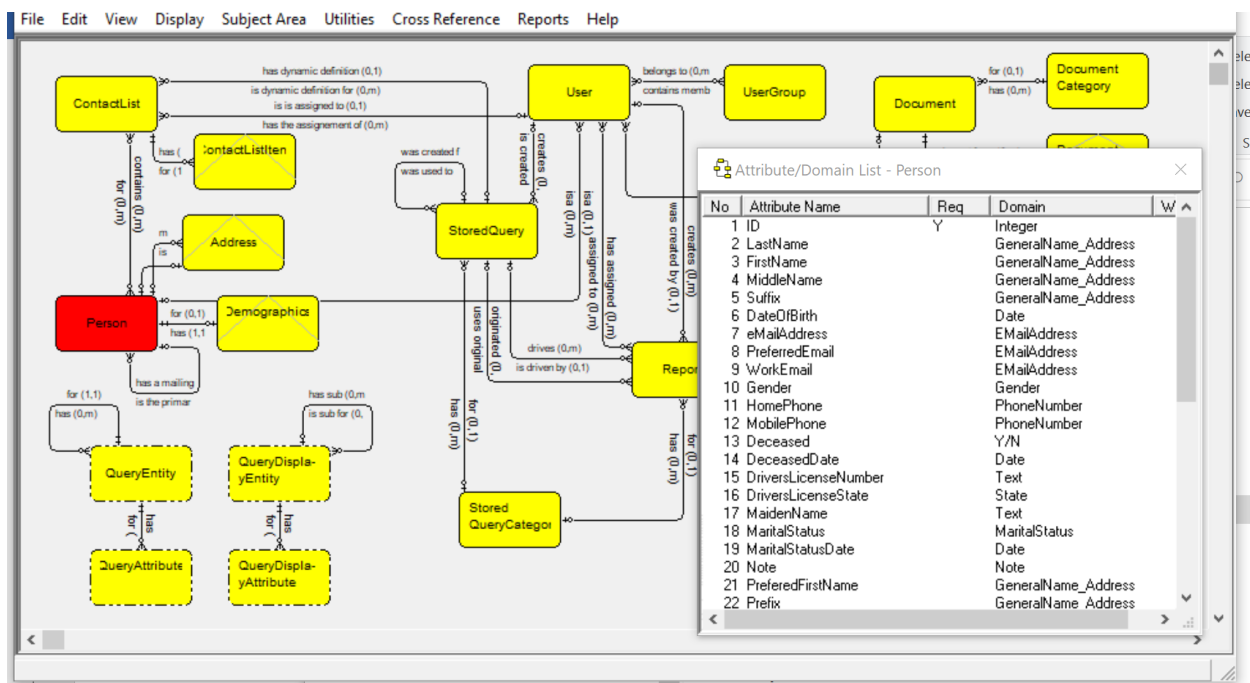 File Edit View Display Subject Area Utilities Cross Reference Reports Help
has dynamic definition (0,1)
is dynamic definition for (0,m)
is is assigned to (0,1)
has the assignement of (0,m)
ContactList
has (
for (1
ContactListIten
contains (0,m)
for (0,m)
User
belongs to (0,m
contains memb
UserGroup
Document
for (0,1)
has (0,m)
Document
Category
was created f
was used to
creates (0,
is created
StoredQuery
isa (0,1)
isa (0,m)
has assigned (0,m)
assigned to (0,m)
creates (0,m)
was created by (0,1)
m
is
Address
Person
for (0,1)
has (1,1
Demographics
has a mailing
is the primar
originated (0,
uses original
drives (0,m)
is driven by (0,1)
Repor
for (1,1)
has (0,m)
has sub (0,m
is sub for (0,
for (0,1)
has (0,m)
for (0,1)
has (0,m)
QueryEntity
QueryDispla-
yEntity
has
for (
has
for (
Stored
QueryCategor
QueryAttribute
QueryDispla-
yAttribute
Attribute/Domain List - Person
No Attribute Name Req Domain W
1 ID Y Integer
2 LastName GeneralName_Address
3 FirstName GeneralName_Address
4 MiddleName GeneralName_Address
5 Suffix GeneralName_Address
6 DateOfBirth Date
7 eMailAddress EMailAddress
8 PreferredEmail EMailAddress
9 WorkEmail EMailAddress
10 Gender Gender
11 HomePhone PhoneNumber
12 MobilePhone PhoneNumber
13 Deceased Y/N
14 DeceasedDate Date
15 DriversLicenseNumber Text
16 DriversLicenseState State
17 MaidenName Text
18 MaritalStatus MaritalStatus
19 MaritalStatusDate Date
20 Note Note
21 PreferedFirstName GeneralName_Address
22 Prefix GeneralName_Address